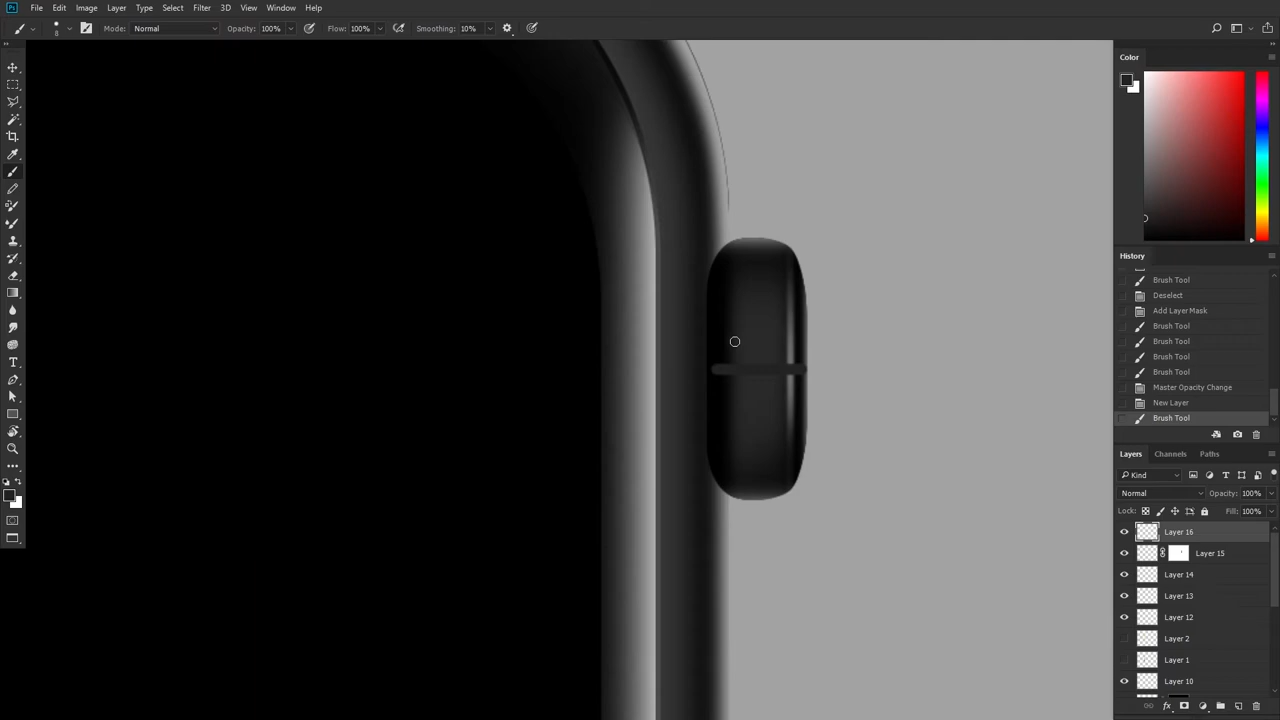 Ps File Edit Image Layer Type Select Filter 3D View Window Help
8 Mode: Normal Opacity: 100% Flow: 100% Smoothing: 10%
Color
History
Brush Tool
Deselect
Add Layer Mask
Brush Tool
Brush Tool
Brush Tool
Brush Tool
Master Opacity Change
New Layer
Brush Tool
Layers Channels Paths
Kind
Normal Opacity: 100%
Lock: Fill: 100%
Layer 16
Layer 15
Layer 14
Layer 13
Layer 12
Layer 2
Layer 1
Layer 10